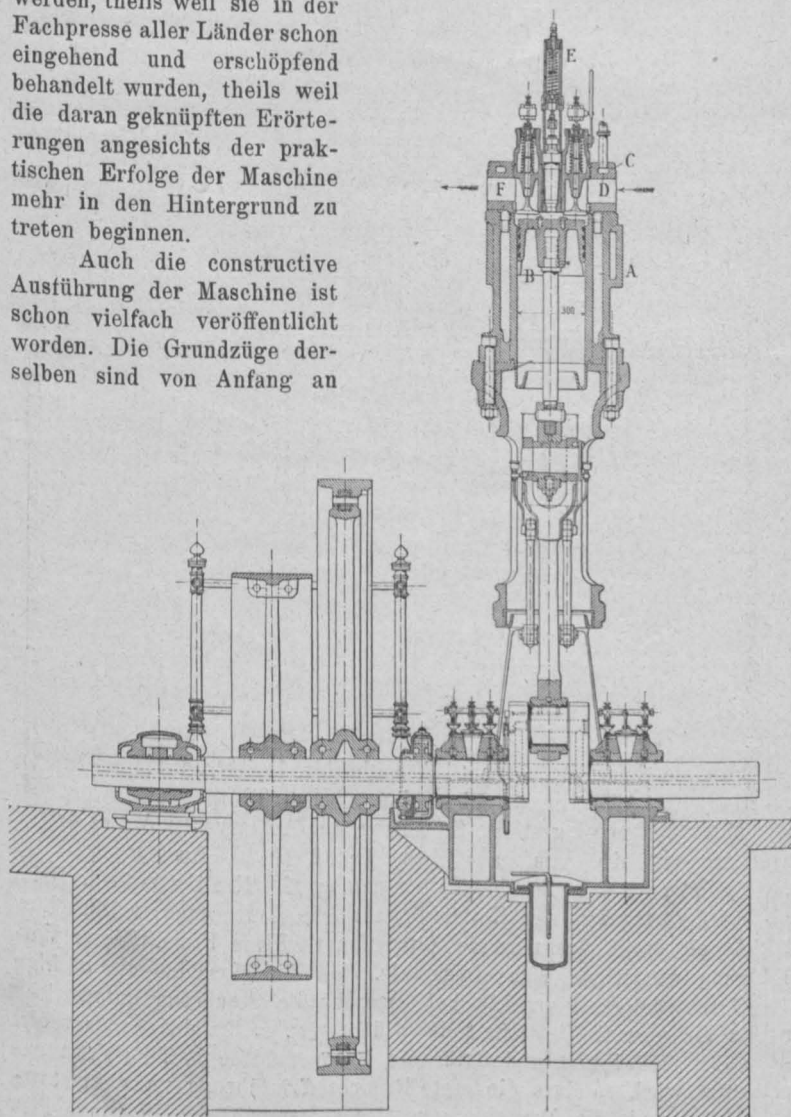 werden, theils weil sie in der
Fachpresse aller Länder schon
eingehend und erschöpfend
behandelt wurden, theils weil
die daran geknüpften Erörte-
rungen angesichts der prak-
tischen Erfolge der Maschine
mehr in den Hintergrund zu
treten beginnen.
Auch die constructive
Ausführung der Maschine ist
schon vielfach veröffentlicht
worden. Die Grundzüge der-
selben sind von Anfang an
E
C
F
D
B
A
300